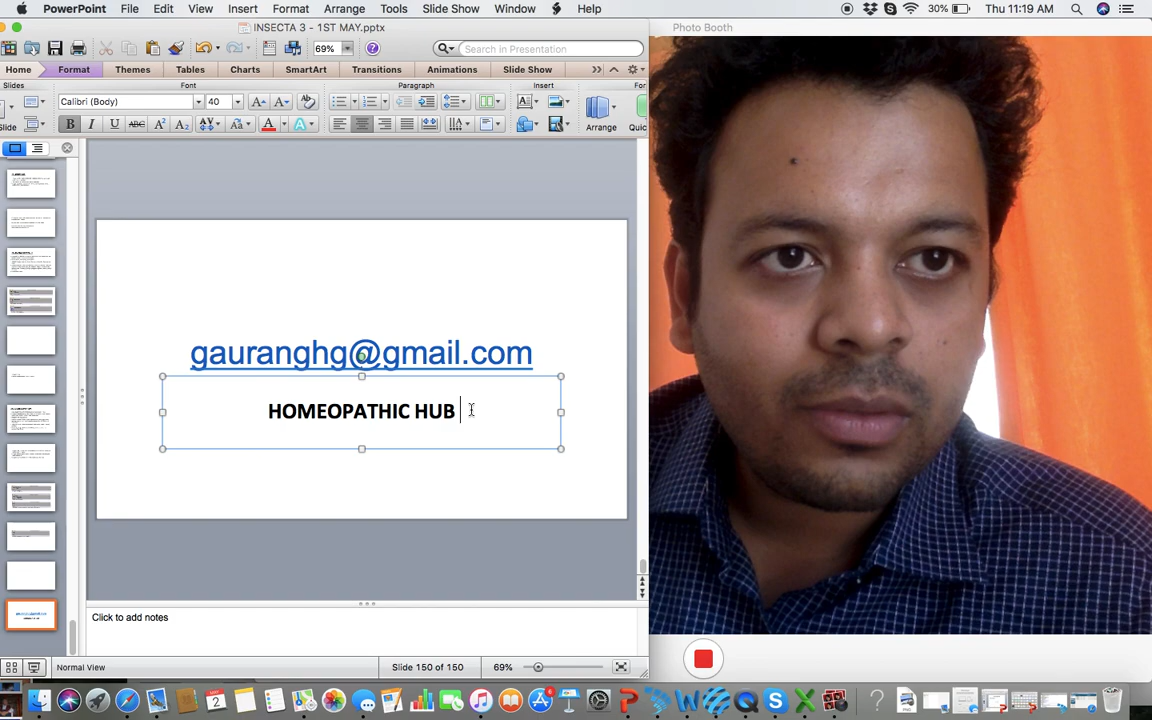 PowerPoint File Edit View Insert Format Arrange Tools Slide Show Window Help 30% Thu 11:19 AM
INSECTA 3 - 1ST MAY.pptx
Photo Booth
69%
Search in Presentation
Home Format Themes Tables Charts SmartArt Transitions Animations Slide Show
Slides Font Paragraph Insert
Calibri (Body) 40
Arrange
gauranghg@gmail.com
HOMEOPATHIC HUB
Click to add notes
Normal View Slide 150 of 150 69%